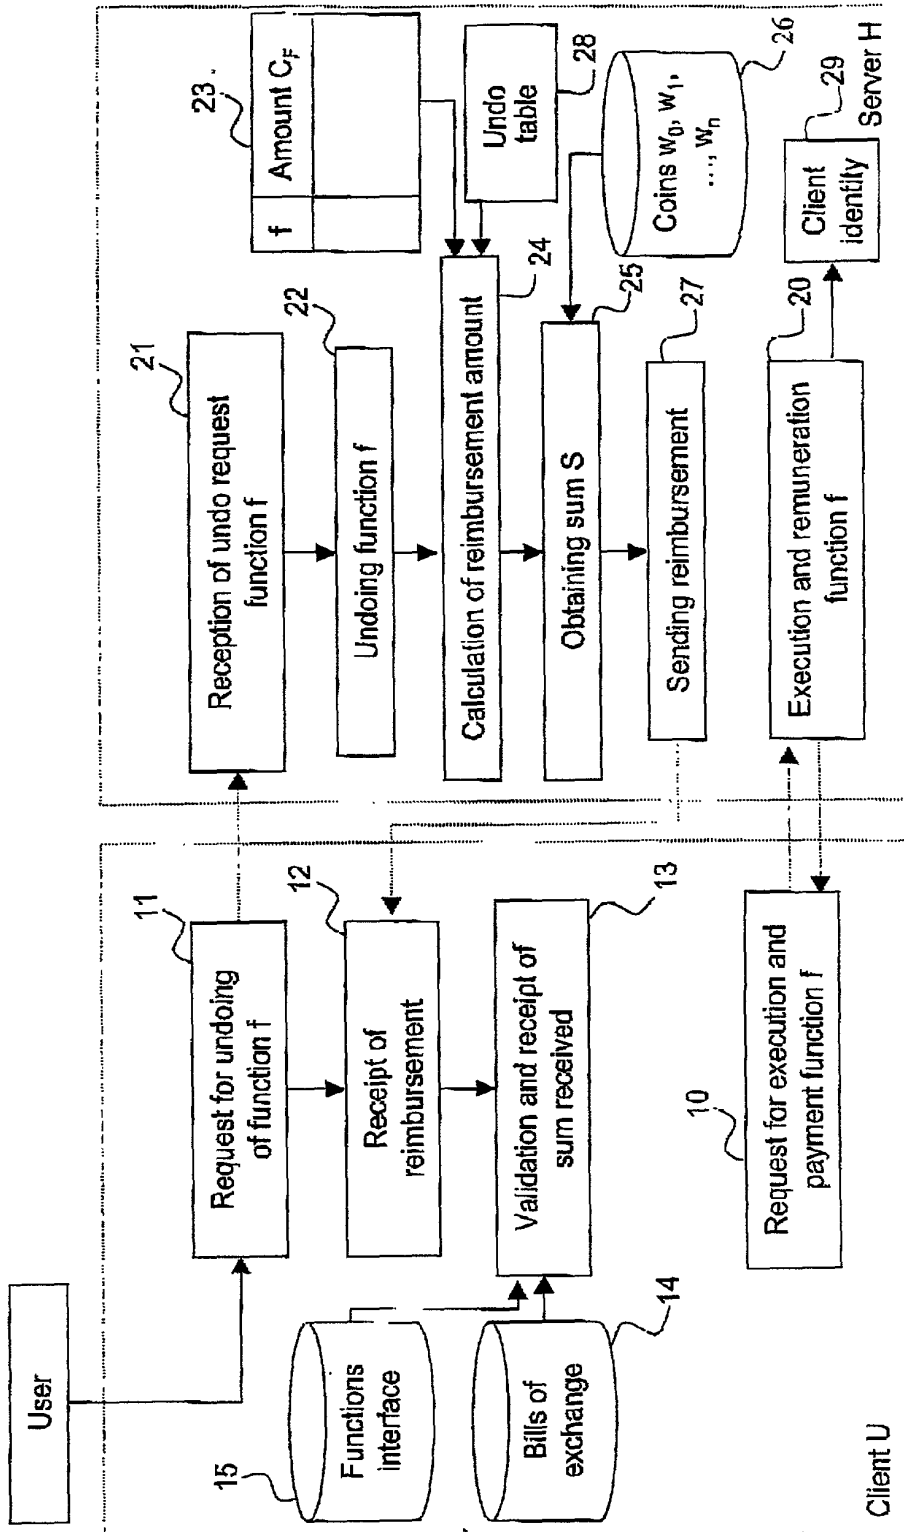 User
15
Functions
interface
Bills of
exchange
14
Client U
11
Request for undoing
of function f
12
Receipt of
reimbursement
Validation and receipt of
sum received
13
10
Request for execution and
payment function f
21
Reception of undo request
function f
22
Undoing function f
23
f
Amount C_F
Calculation of reimbursement amount
24
Undo
table
28
Obtaining sum S
25
Coins w₀, w₁,
..., wₙ
26
Sending reimbursement
27
Execution and remuneration
function f
20
Client
identity
29
Server H